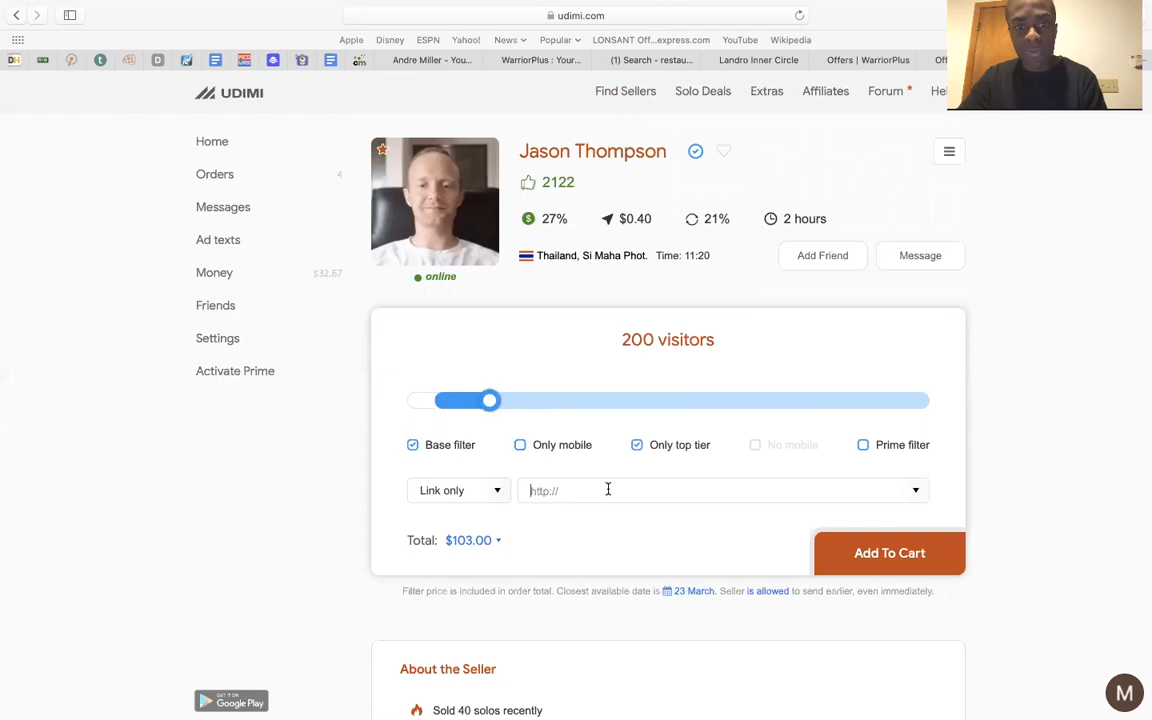 udimi.com
Apple Disney ESPN Yahoo! News Popular LONSANT Off...express.com YouTube Wikipedia
Andre Miller - You... WarriorPlus : Your... (1) Search - restau... Landro Inner Circle Offers | WarriorPlus Off
UDIMI
Find Sellers Solo Deals Extras Affiliates Forum * Hel
Home
Orders 4
Messages
Ad texts
Money $32.67
Friends
Settings
Activate Prime
Jason Thompson
2122
27% $0.40 21% 2 hours
Thailand, Si Maha Phot. Time: 11:20
Add Friend Message
online
200 visitors
Base filter Only mobile Only top tier No mobile Prime filter
Link only http://
Total: $103.00
Add To Cart
Filter price is included in order total. Closest available date is 23 March. Seller is allowed to send earlier, even immediately.
About the Seller
Sold 40 solos recently
GET IT ON
Google Play
M